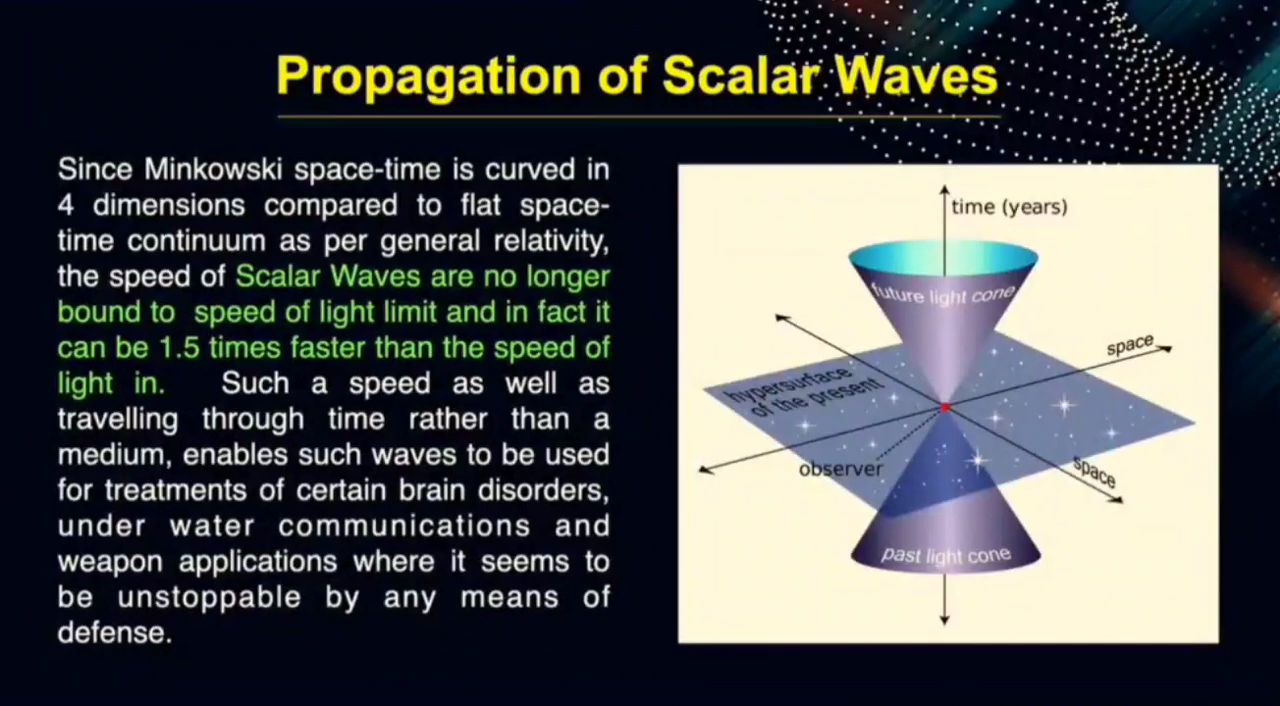 Propagation of Scalar Waves
Since Minkowski space-time is curved in
4 dimensions compared to flat space-
time continuum as per general relativity,
the speed of Scalar Waves are no longer
bound to speed of light limit and in fact it
can be 1.5 times faster than the speed of
light in. Such a speed as well as
travelling through time rather than a
medium, enables such waves to be used
for treatments of certain brain disorders,
under water communications and
weapon applications where it seems to
be unstoppable by any means of
defense.
time (years)
future light cone
space
hypersurface
of the present
observer
space
past light cone